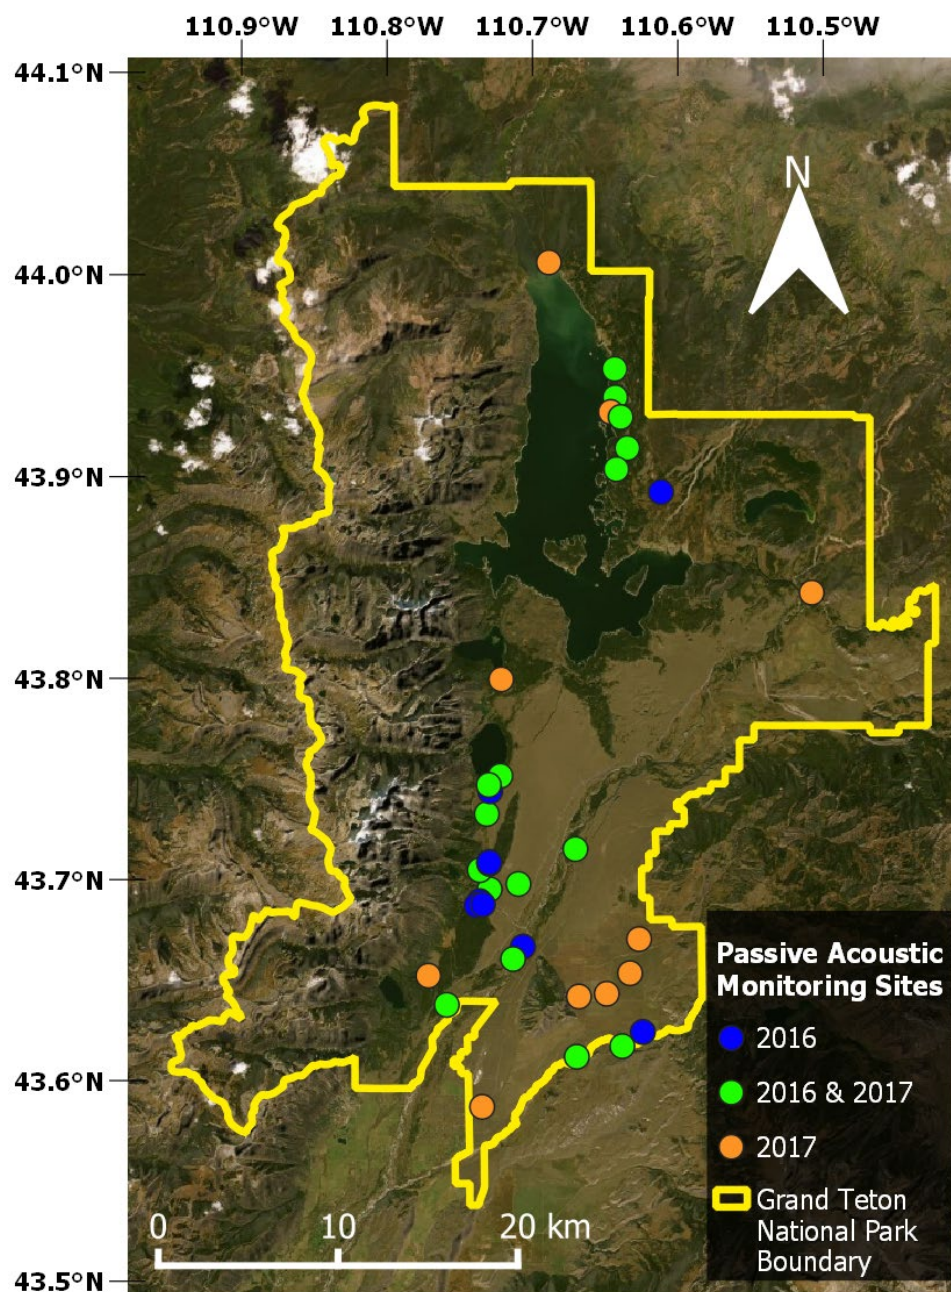 110.9°W 110.8°W 110.7°W 110.6°W 110.5°W
44.1°N
N
44.0°N
43.9°N
43.8°N
43.7°N
Passive Acoustic
Monitoring Sites
2016
2016 & 2017
2017
Grand Teton
National Park
Boundary
43.6°N
0 10 20 km
43.5°N